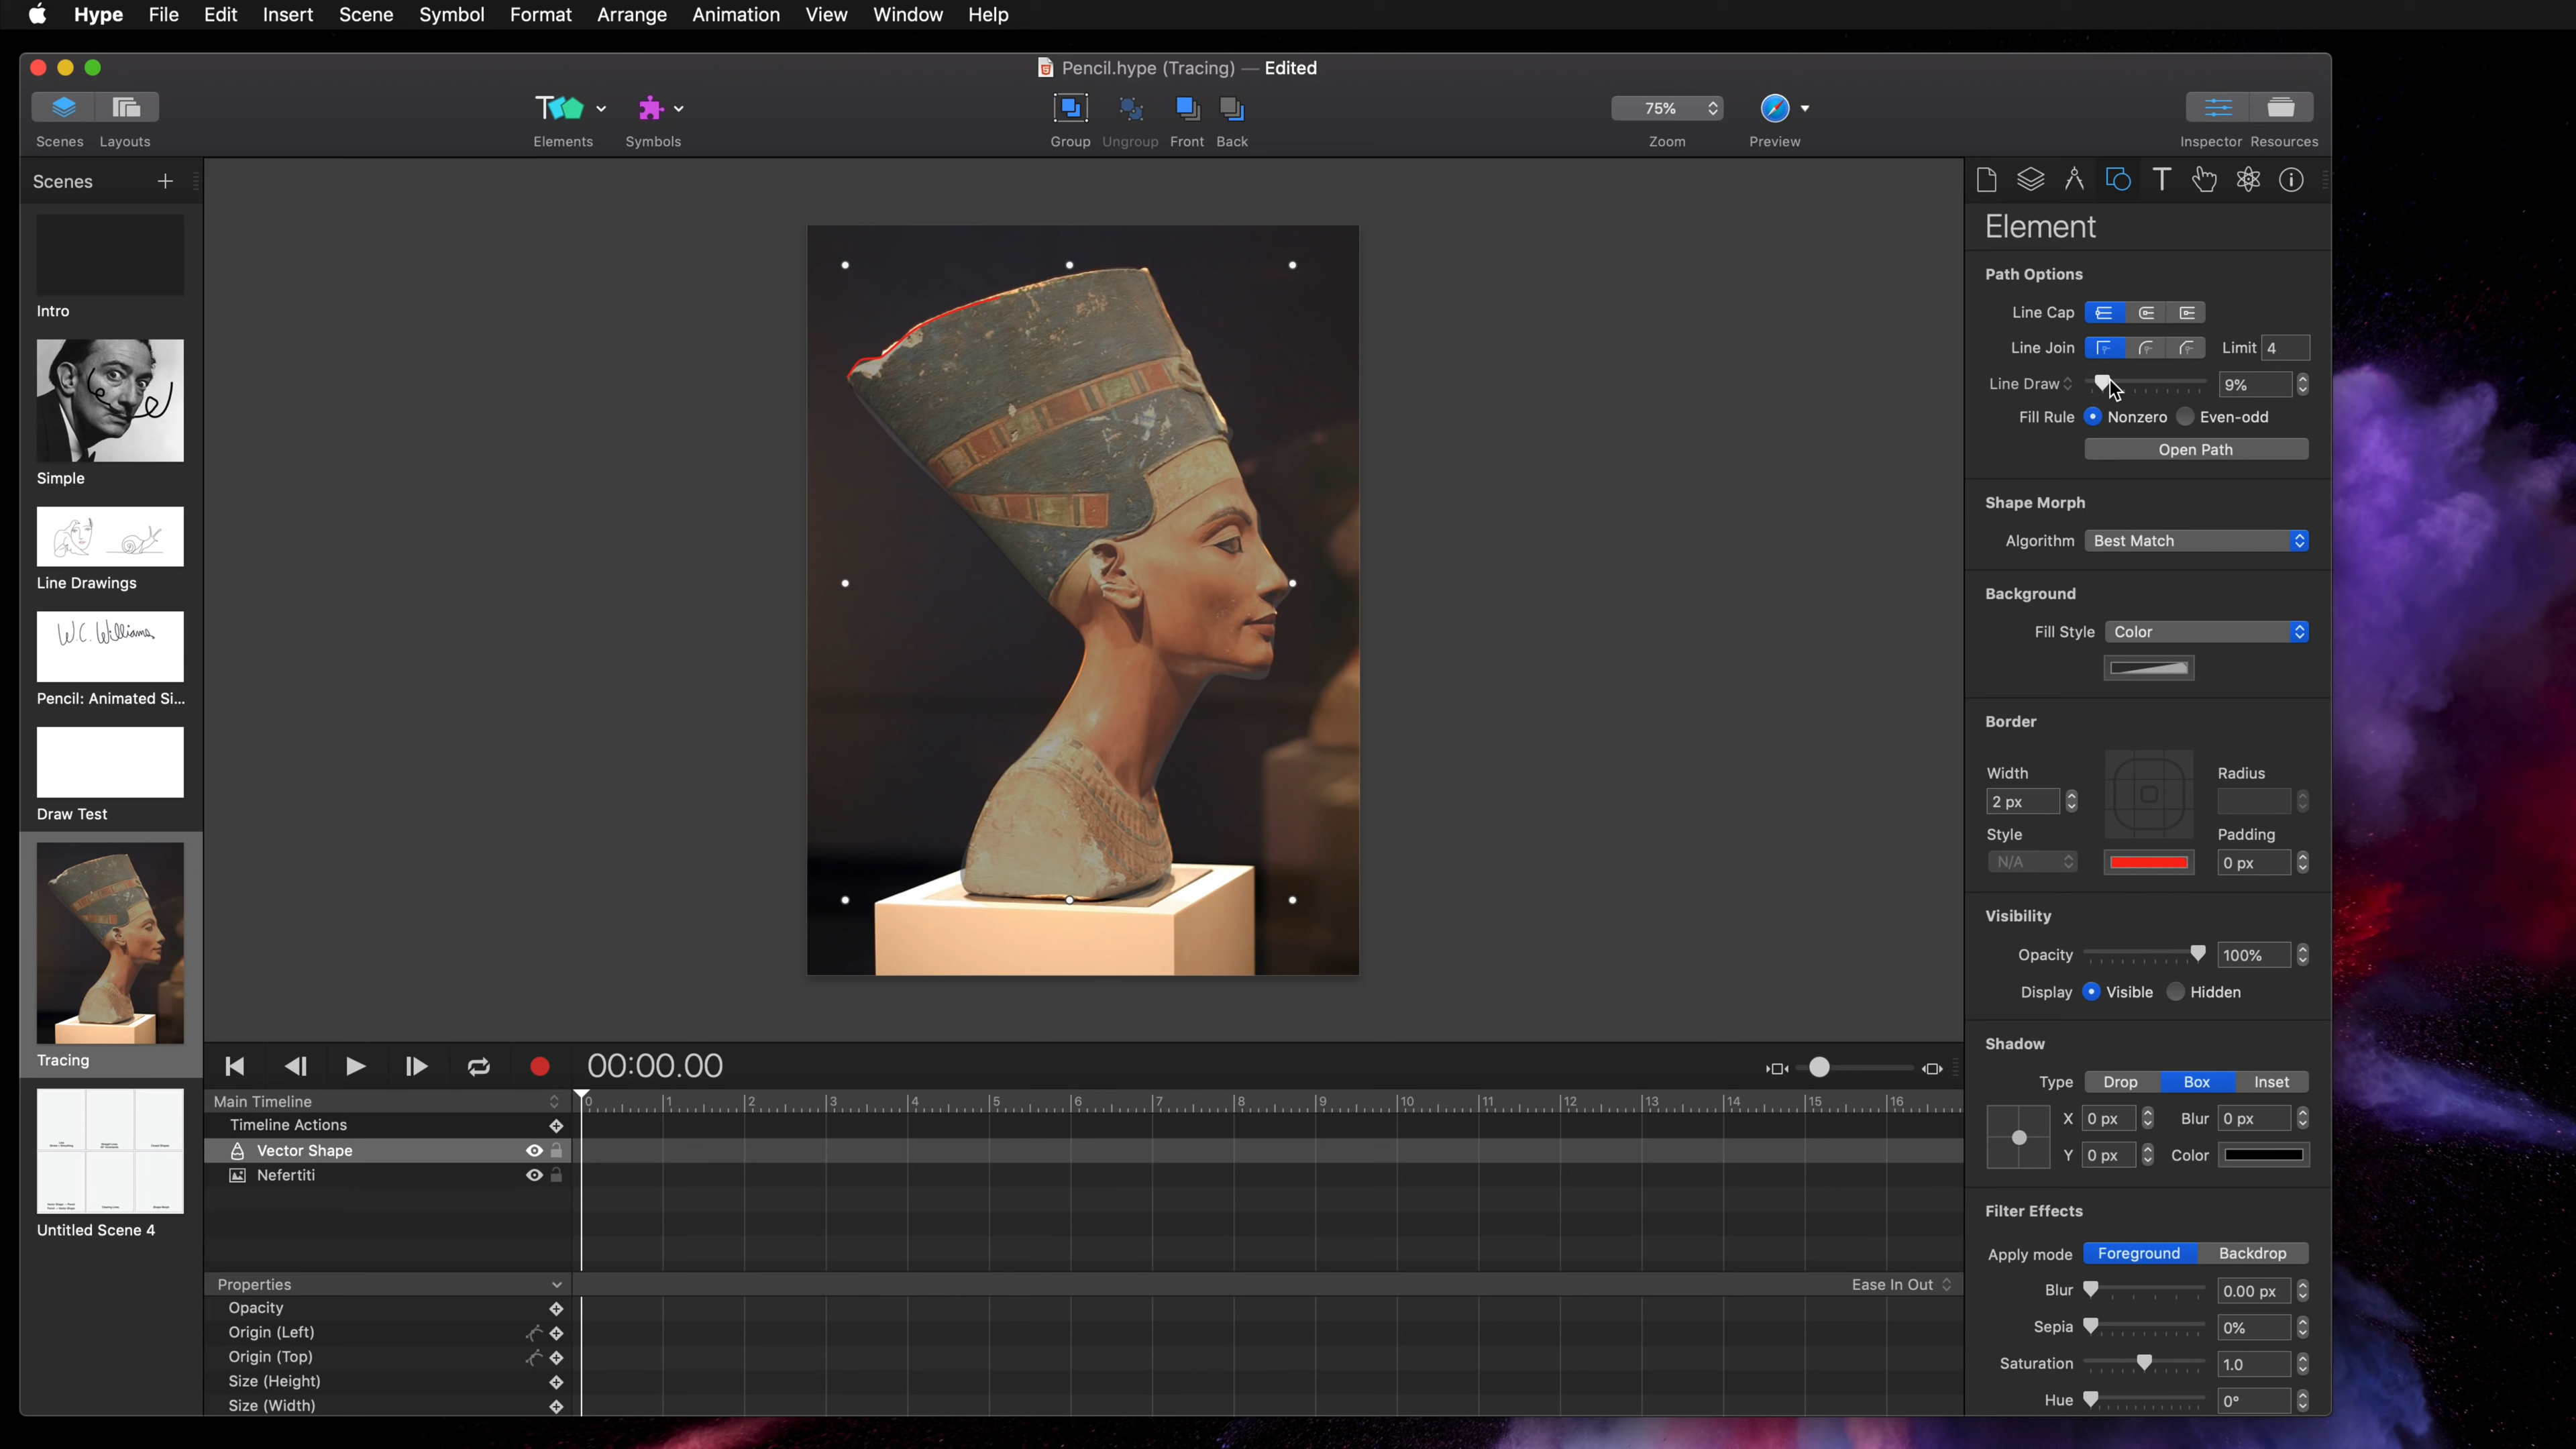 Hype File Edit Insert Scene Symbol Format Arrange Animation View Window Help
Pencil.hype (Tracing) — Edited
75%
Scenes Layouts Elements Symbols Group Ungroup Front Back Zoom Preview Inspector Resources
Scenes
Intro
Simple
Line Drawings
W.C. Williams
Pencil: Animated Si...
Draw Test
Tracing
Untitled Scene 4
Element
Path Options
Line Cap
Line Join Limit 4
Line Draw 9%
Fill Rule Nonzero Even-odd
Open Path
Shape Morph
Algorithm Best Match
Background
Fill Style Color
Border
Width Radius
2 px
Style Padding
N/A 0 px
Visibility
Opacity 100%
Display Visible Hidden
Shadow
Type Drop Box Inset
X 0 px Blur 0 px
Y 0 px Color
Filter Effects
Apply mode Foreground Backdrop
Blur 0.00 px
Sepia 0%
Saturation 1.0
Hue 0°
00:00.00
Main Timeline 0 1 2 3 4 5 6 7 8 9 10 11 12 13 14 15 16
Timeline Actions
Vector Shape
Nefertiti
Properties Ease In Out
Opacity
Origin (Left)
Origin (Top)
Size (Height)
Size (Width)